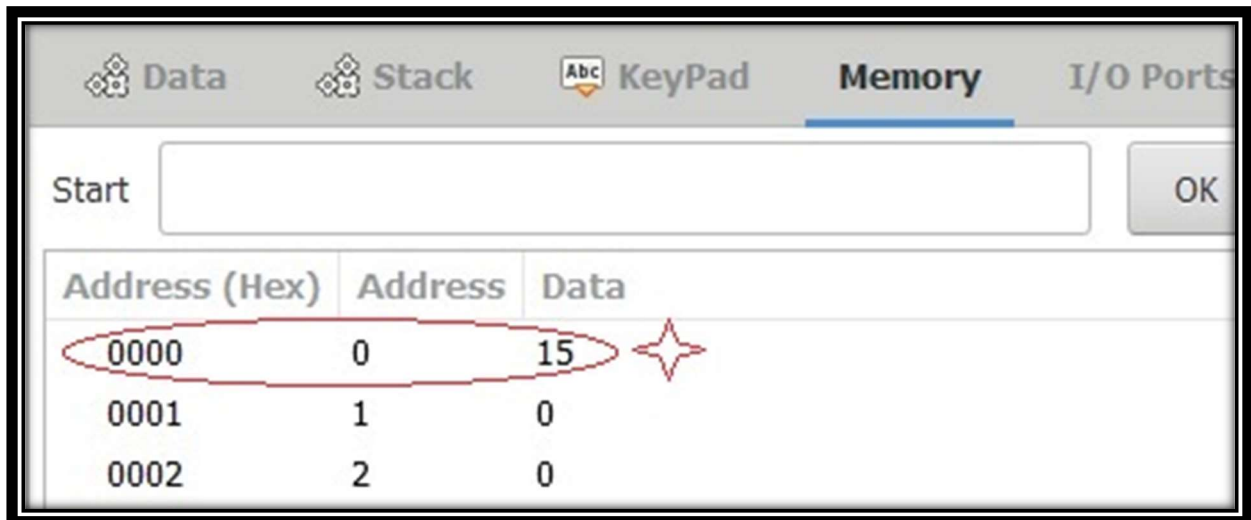 Data Stack Abc KeyPad Memory I/O Ports
Start OK
Address (Hex) Address Data
0000 0 15
0001 1 0
0002 2 0